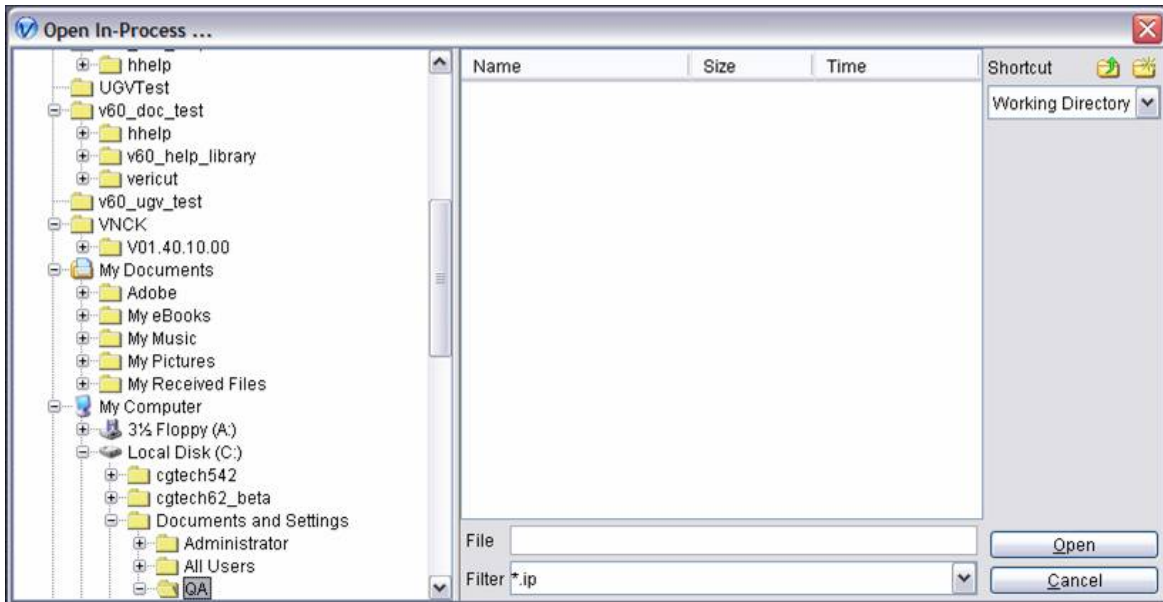 Open In-Process ...
hhelp
UGVTest
v60_doc_test
hhelp
v60_help_library
vericut
v60_ugv_test
VNCK
V01.40.10.00
My Documents
Adobe
My eBooks
My Music
My Pictures
My Received Files
My Computer
3½ Floppy (A:)
Local Disk (C:)
cgtech542
cgtech62_beta
Documents and Settings
Administrator
All Users
QA
Name Size Time
File
Filter *.ip
Shortcut
Working Directory
Open
Cancel